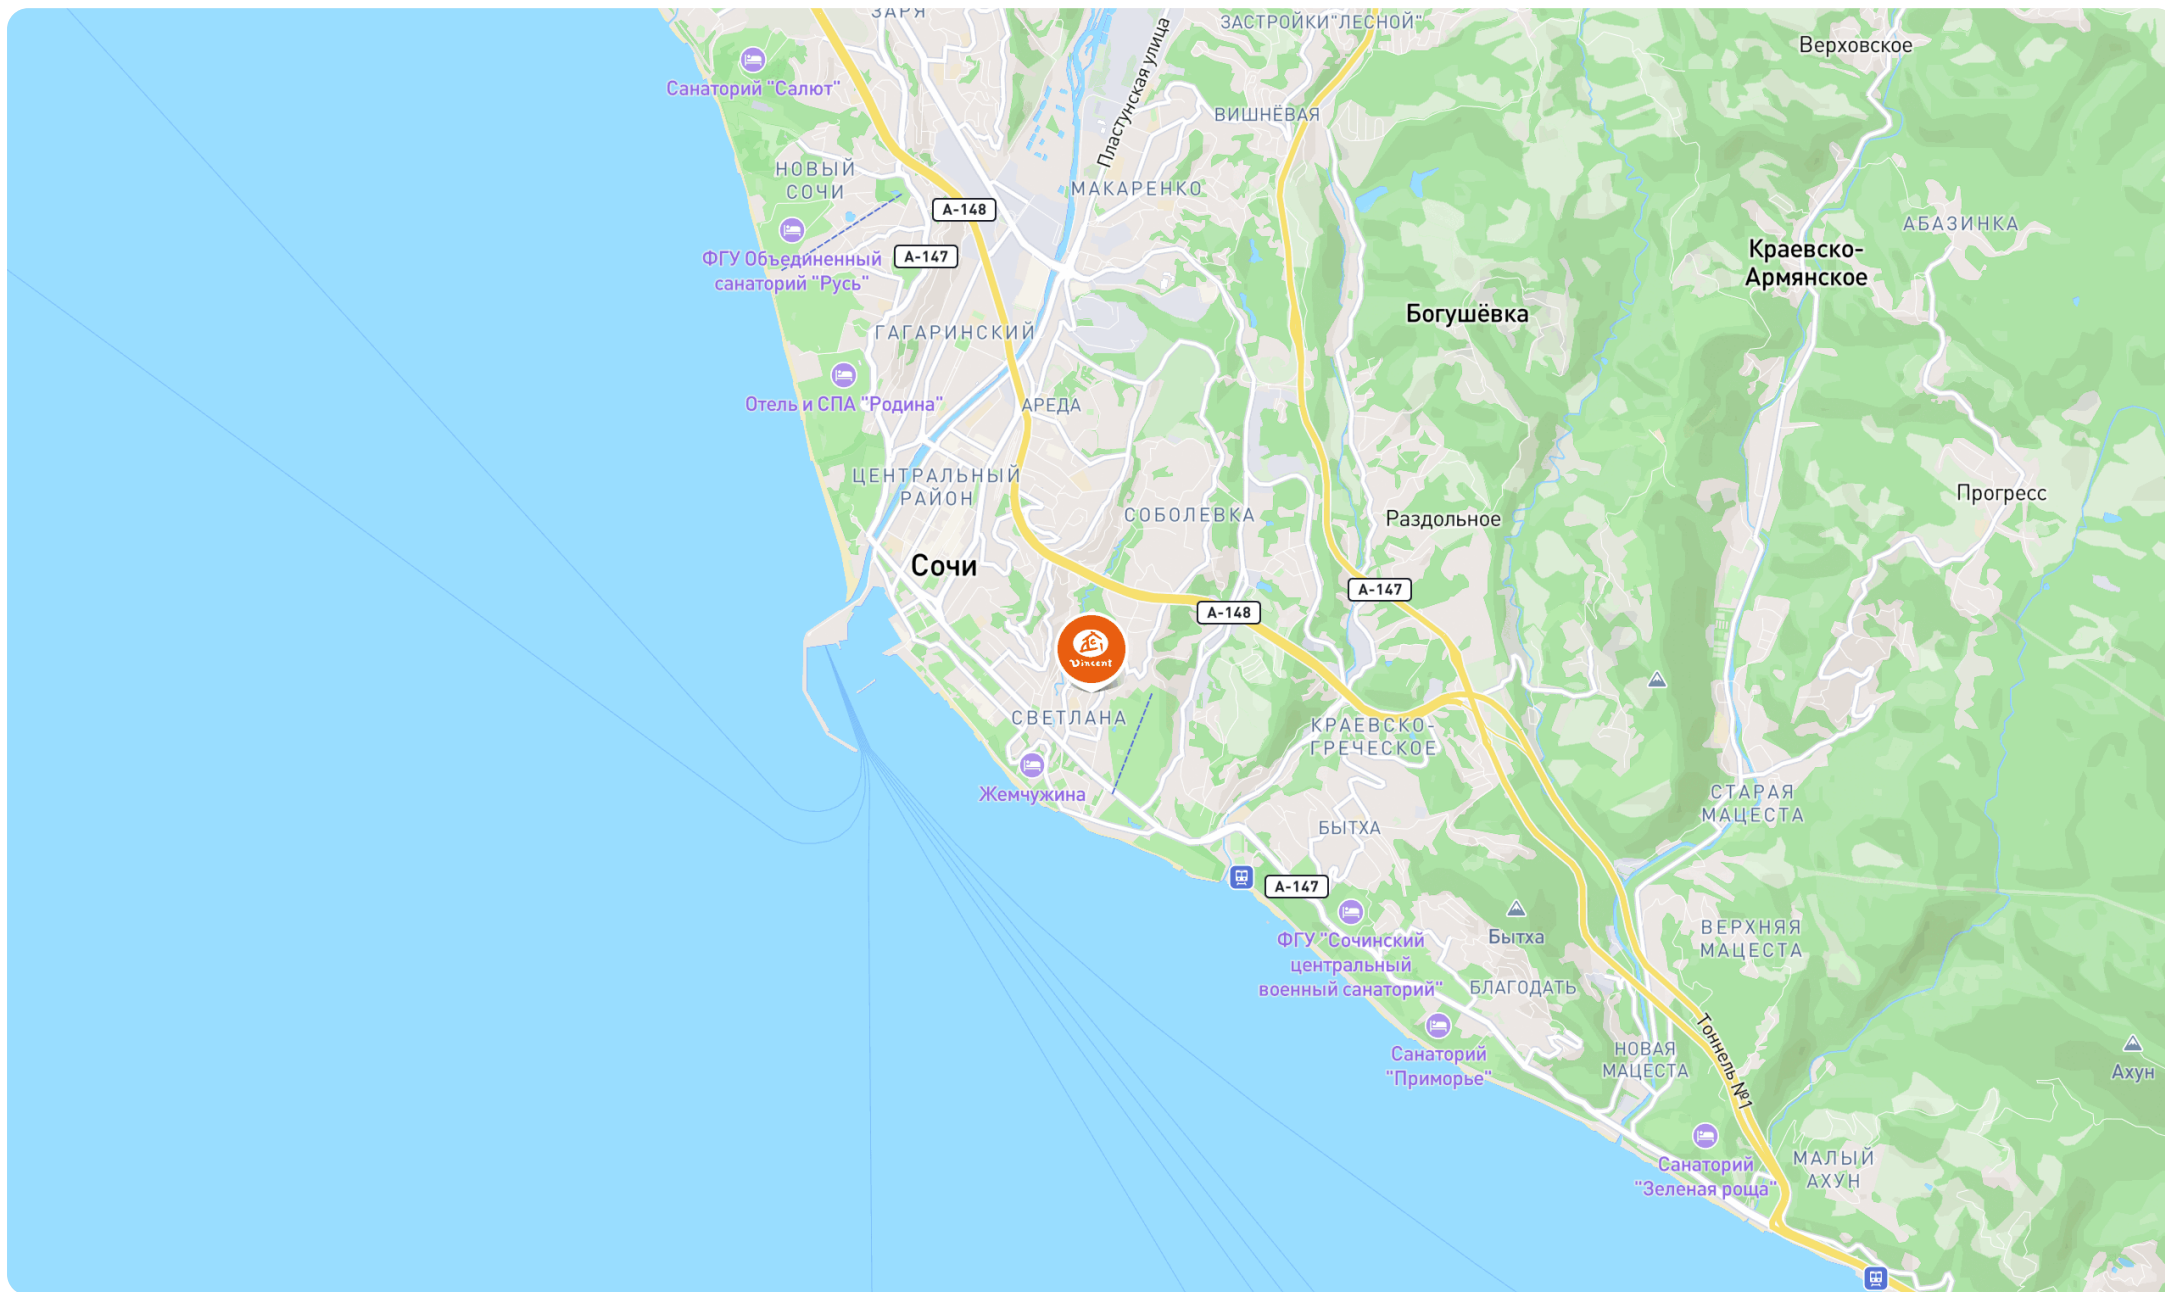 ЗАРЯ
ЗАСТРОЙКИ"ЛЕСНОЙ"
Верховское
Санаторий "Салют"
Пластунская улица
ВИШНЁВАЯ
НОВЫЙ
СОЧИ
МАКАРЕНКО
А-148
АБАЗИНКА
ФГУ Объединенный
санаторий "Русь"
А-147
Краевско-
Армянское
Богушёвка
ГАГАРИНСКИЙ
Отель и СПА "Родина"
АРЕДА
ЦЕНТРАЛЬНЫЙ
РАЙОН
СОБОЛЕВКА
Раздольное
Прогресс
Сочи
А-147
А-148
Vincent
СВЕТЛАНА
КРАЕВСКО-
ГРЕЧЕСКОЕ
Жемчужина
СТАРАЯ
МАЦЕСТА
БЫТХА
А-147
ФГУ "Сочинский
центральный
военный санаторий"
Бытха
ВЕРХНЯЯ
МАЦЕСТА
БЛАГОДАТЬ
Санаторий
"Приморье"
НОВАЯ
МАЦЕСТА
Тоннель №1
Ахун
Санаторий
"Зеленая роща"
МАЛЫЙ
АХУН